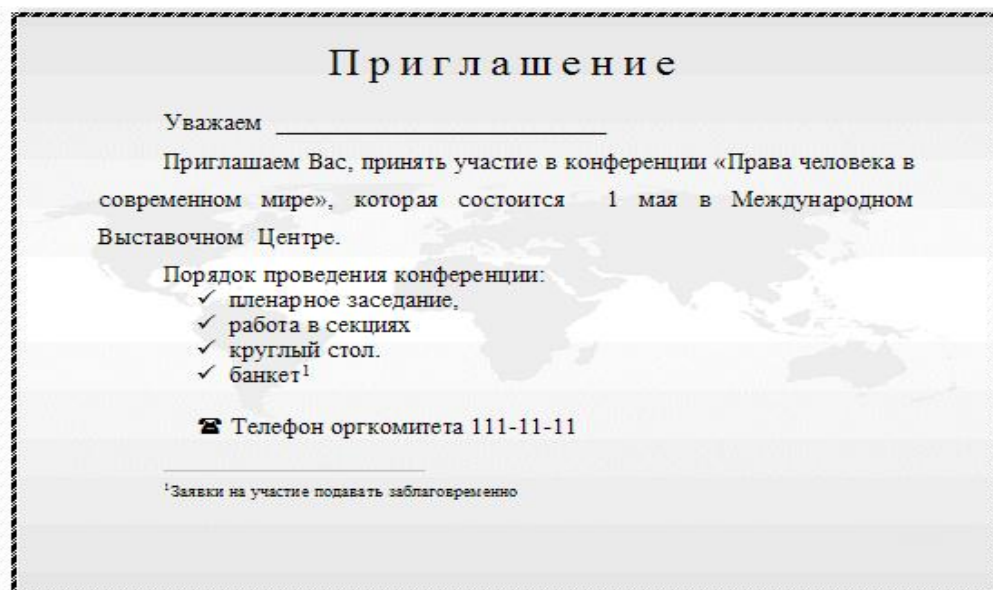 Приглашение
Уважаем ______________________________
Приглашаем Вас, принять участие в конференции «Права человека в
современном мире», которая состоится 1 мая в Международном
Выставочном Центре.
Порядок проведения конференции:
✓ пленарное заседание,
✓ работа в секциях
✓ круглый стол.
✓ банкет¹
☎ Телефон оргкомитета 111-11-11
¹Заявки на участие подавать заблаговременно